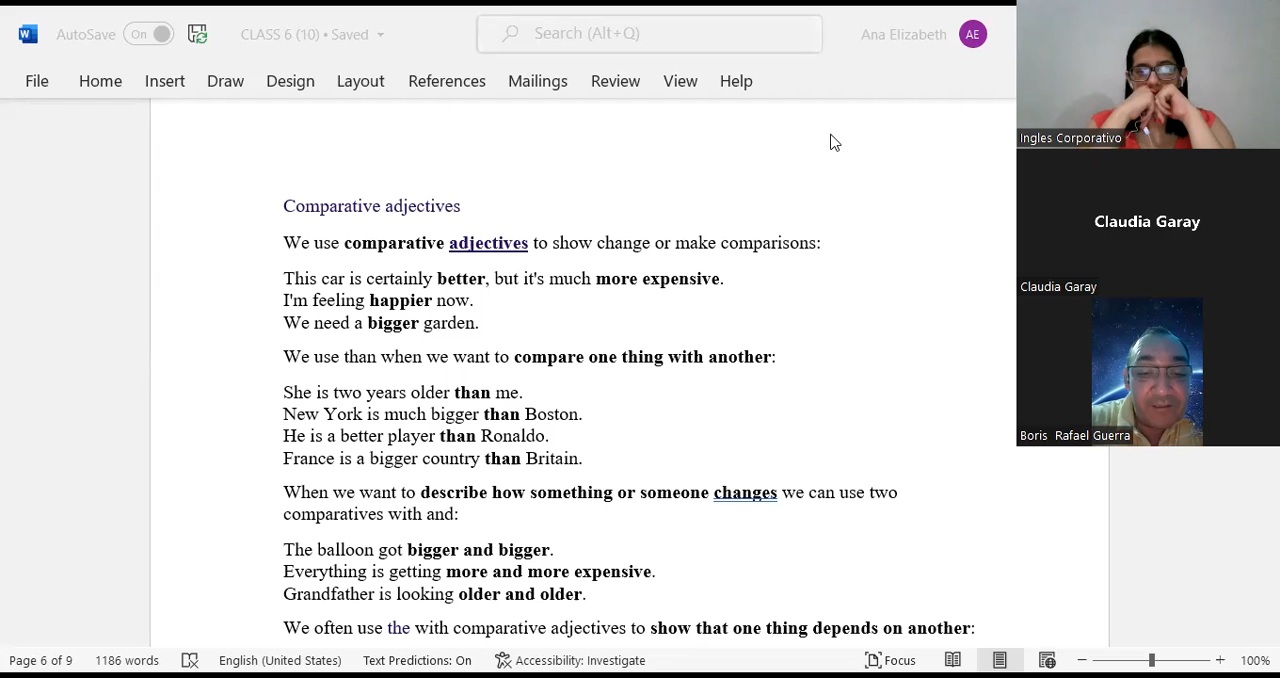 AutoSave On CLASS 6 (10) • Saved Search (Alt+Q) Ana Elizabeth AE
File Home Insert Draw Design Layout References Mailings Review View Help
Ingles Corporativo
Claudia Garay
Claudia Garay
Boris Rafael Guerra
Comparative adjectives
We use comparative adjectives to show change or make comparisons:
This car is certainly better, but it's much more expensive.
I'm feeling happier now.
We need a bigger garden.
We use than when we want to compare one thing with another:
She is two years older than me.
New York is much bigger than Boston.
He is a better player than Ronaldo.
France is a bigger country than Britain.
When we want to describe how something or someone changes we can use two
comparatives with and:
The balloon got bigger and bigger.
Everything is getting more and more expensive.
Grandfather is looking older and older.
We often use the with comparative adjectives to show that one thing depends on another:
Page 6 of 9 1186 words English (United States) Text Predictions: On Accessibility: Investigate Focus 100%